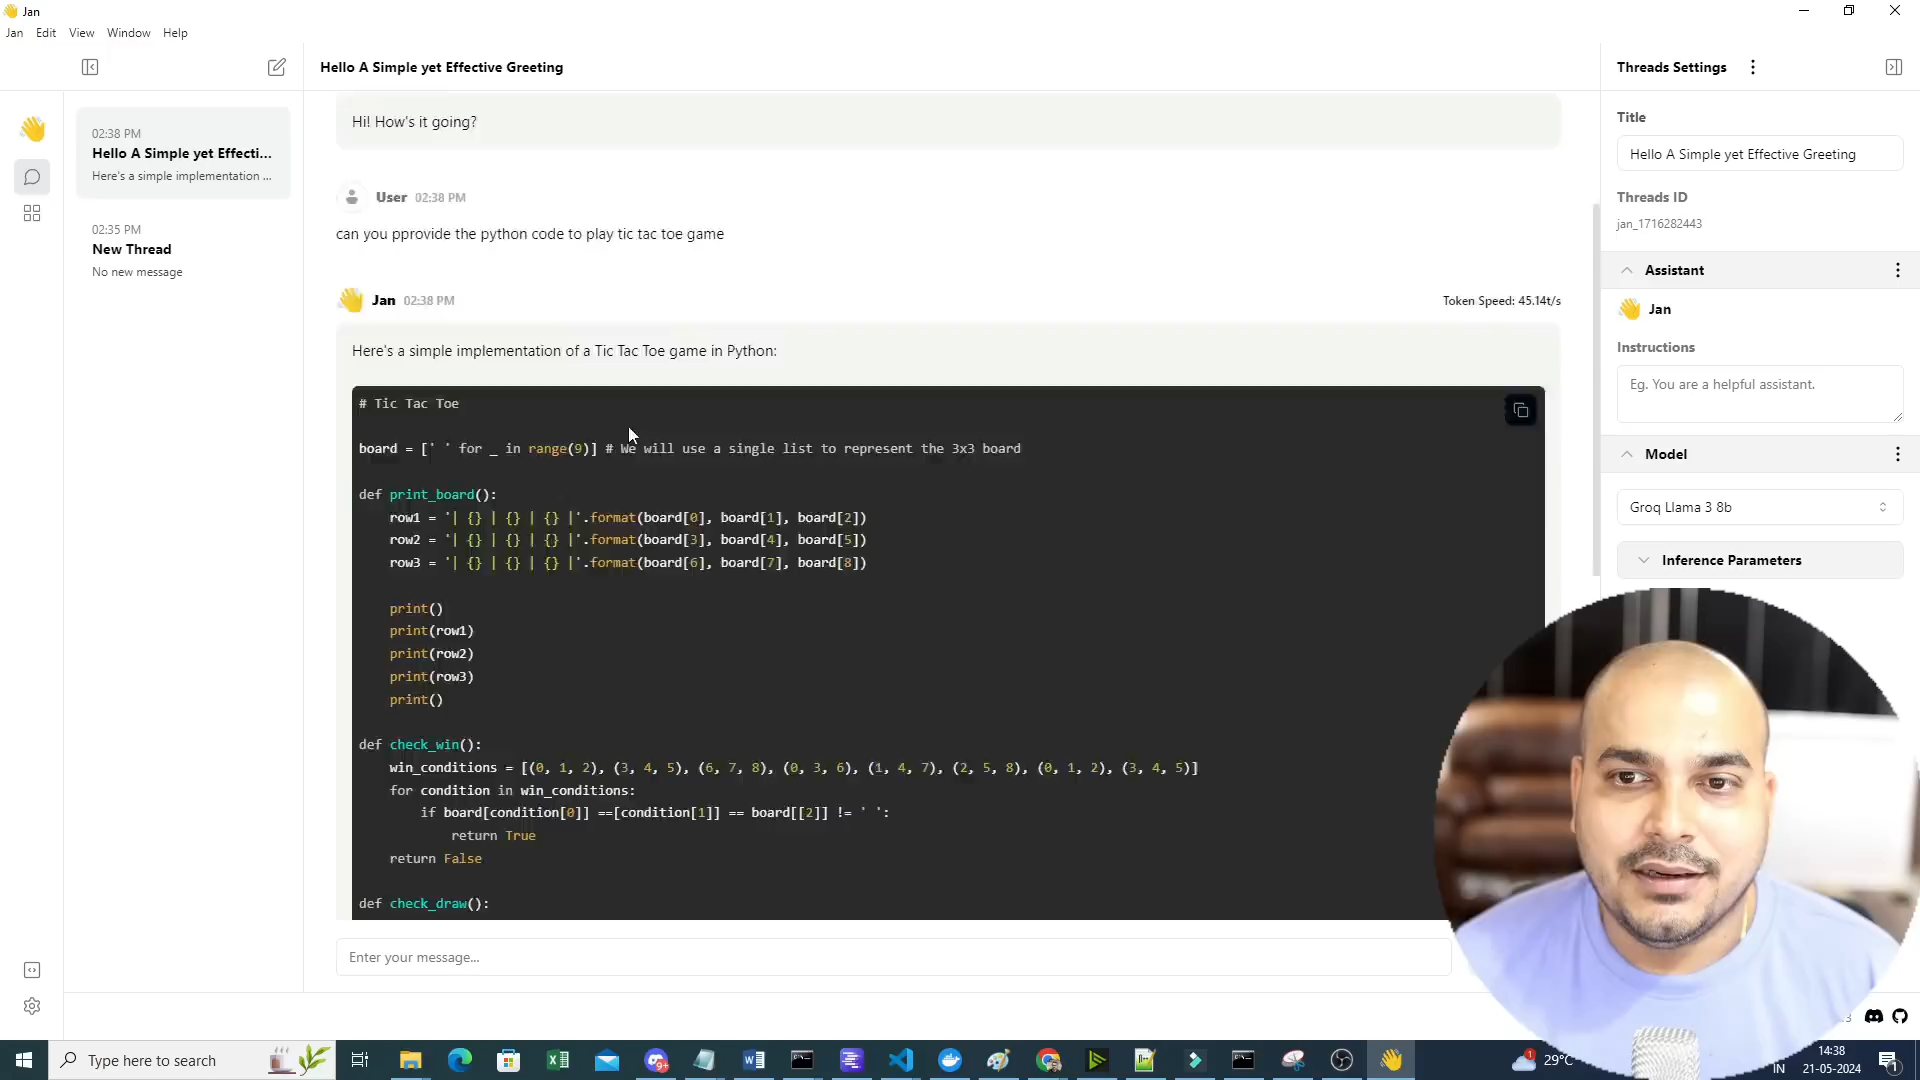 Jan
Jan Edit View Window Help
Hello A Simple yet Effective Greeting
Threads Settings
02:38 PM
Hello A Simple yet Effecti...
Here's a simple implementation ...
02:35 PM
New Thread
No new message
Hi! How's it going?
User 02:38 PM
can you pprovide the python code to play tic tac toe game
Jan 02:38 PM
Token Speed: 45.14t/s
Here's a simple implementation of a Tic Tac Toe game in Python:
# Tic Tac Toe
board = [' ' for _ in range(9)] # We will use a single list to represent the 3x3 board
def print_board():
row1 = '| {} | {} | {} |'.format(board[0], board[1], board[2])
row2 = '| {} | {} | {} |'.format(board[3], board[4], board[5])
row3 = '| {} | {} | {} |'.format(board[6], board[7], board[8])
print()
print(row1)
print(row2)
print(row3)
print()
def check_win():
win_conditions = [(0, 1, 2), (3, 4, 5), (6, 7, 8), (0, 3, 6), (1, 4, 7), (2, 5, 8), (0, 1, 2), (3, 4, 5)]
for condition in win_conditions:
if board[condition[0]] ==[condition[1]] == board[[2]] != ' ':
return True
return False
def check_draw():
Enter your message...
Title
Hello A Simple yet Effective Greeting
Threads ID
jan_1716282443
Assistant
Jan
Instructions
Eg. You are a helpful assistant.
Model
Groq Llama 3 8b
Inference Parameters
Type here to search
9+
1
29°C
IN
14:38
21-05-2024
1